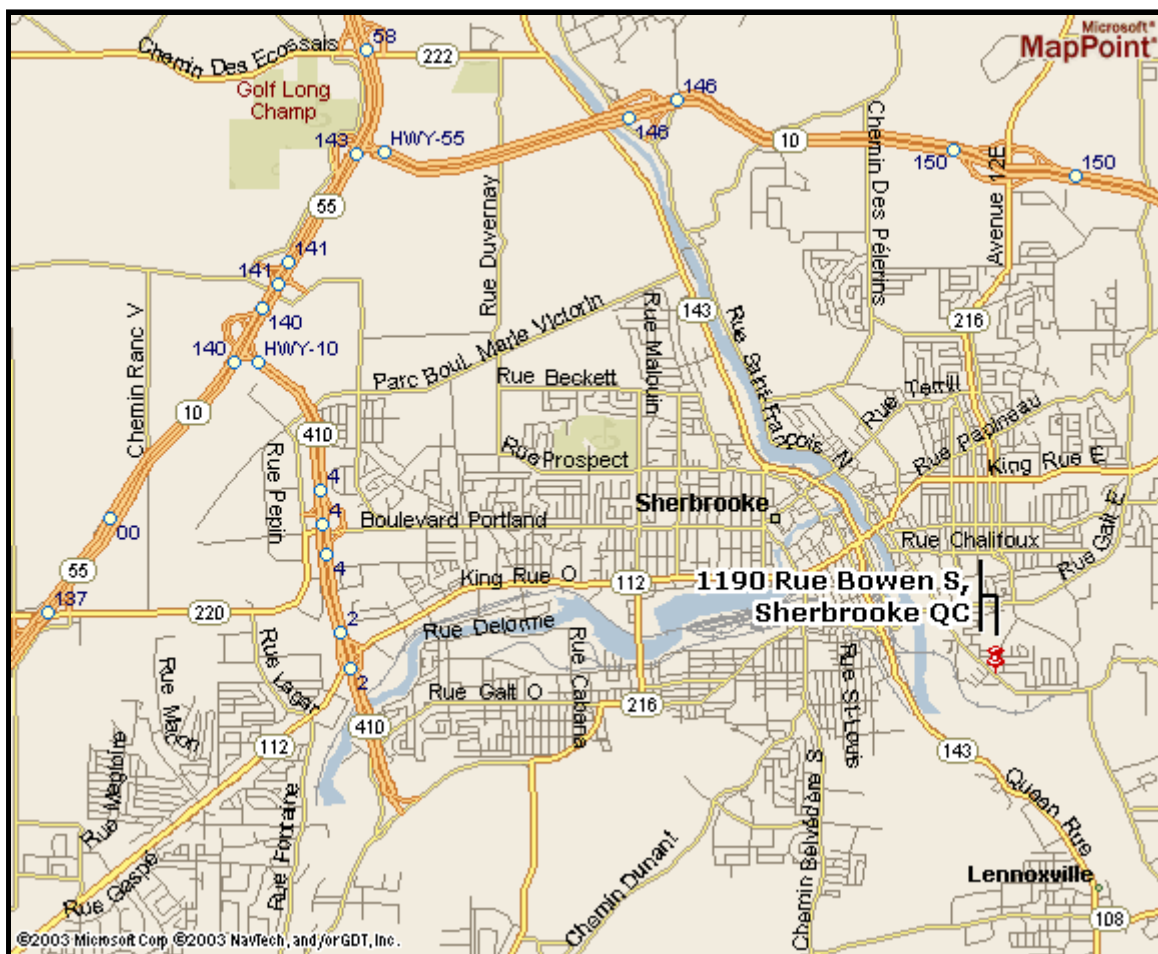 Microsoft®
MapPoint®
Chemin Des Ecossais
58
222
Golf Long
Champ
146
146
143
HWY-55
10
150
150
Chemin Des Pélerins
Avenue 12E
55
Rue Duvernay
141
141
140
140
HWY-10
Chemin Ranc V
143
216
Parc Boul. Marie Victorin
Rue Malouin
Rue Saint-François N
Rue Beckett
Rue Terrill
10
410
Rue Papineau
Rue Prospect
King Rue E
Rue Pepin
4
4
4
00
Sherbrooke
Boulevard Portland
Rue Chalifoux
Rue Galt E
55
King Rue O
112
1190 Rue Bowen S,
Sherbrooke QC
137
220
2
2
Rue Delorme
Rue Cabana
Rue Leger
Rue Galt O
216
Rue St-Louis
Rue Macon
410
112
143
Rue Magloire
Rue Fontaine
Chemin Belvédère S
Queen Rue
Rue Gaspé
Chemin Dunant
Lennoxville
108
©2003 Microsoft Corp ©2003 NavTech, and/or GDT, Inc.